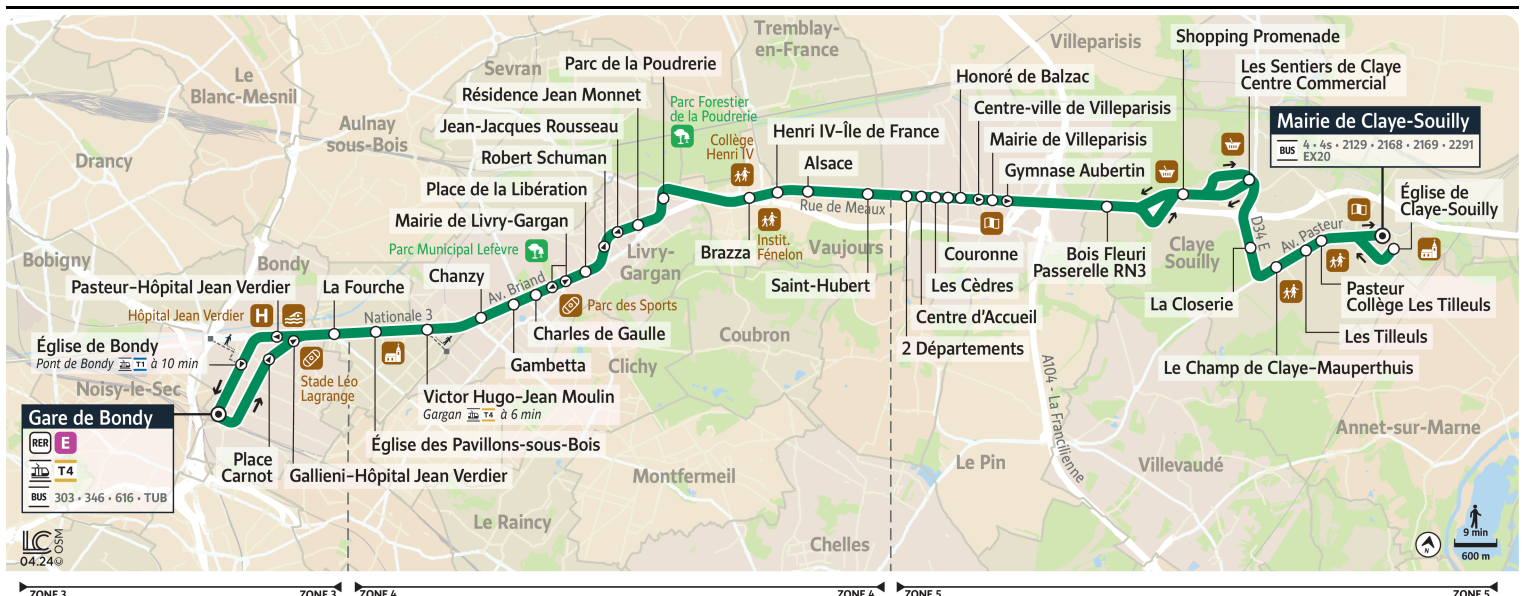 Tremblay-
en-France
Villeparisis
Shopping Promenade
Sevran
Parc de la Poudrerie
Le
Blanc-Mesnil
Résidence Jean Monnet
Parc Forestier
de la Poudrerie
Honoré de Balzac
Les Sentiers de Claye
Centre Commercial
Centre-ville de Villeparisis
Mairie de Claye-Souilly
BUS 4 • 4s • 2129 • 2168 • 2169 • 2291
EX20
Aulnay
sous-Bois
Jean-Jacques Rousseau
Collège
Henri IV
Henri IV–Île de France
Mairie de Villeparisis
Drancy
Robert Schuman
Alsace
Gymnase Aubertin
Place de la Libération
Église de
Claye-Souilly
Mairie de Livry-Gargan
Rue de Meaux
Parc Municipal Lefèvre
Livry-
Gargan
Brazza
Instit.
Fénelon
Vaujours
Couronne
Bois Fleuri
Passerelle RN3
Claye
Souilly
D34 E
Av. Pasteur
Bobigny
Bondy
Chanzy
Av. Briand
Saint-Hubert
Les Cèdres
La Closerie
Pasteur
Collège Les Tilleuls
Pasteur–Hôpital Jean Verdier
La Fourche
Parc des Sports
Hôpital Jean Verdier
H
Nationale 3
Charles de Gaulle
Coubron
Centre d'Accueil
Les Tilleuls
Église de Bondy
Pont de Bondy T1 à 10 min
2 Départements
Gambetta
Clichy
Le Champ de Claye–Mauperthuis
Noisy-le-Sec
Stade Léo
Lagrange
Victor Hugo-Jean Moulin
Gargan T4 à 6 min
A104 - La Francilienne
Gare de Bondy
RER E
T4
BUS 303 • 346 • 616 • TUB
Église des Pavillons-sous-Bois
Annet-sur-Marne
Place
Carnot
Gallieni–Hôpital Jean Verdier
Montfermeil
Le Pin
Villevaudé
Le Raincy
Chelles
LC
04.24© OSM
N
9 min
600 m
ZONE 3 ZONE 3 ZONE 4 ZONE 4 ZONE 5 ZONE 5